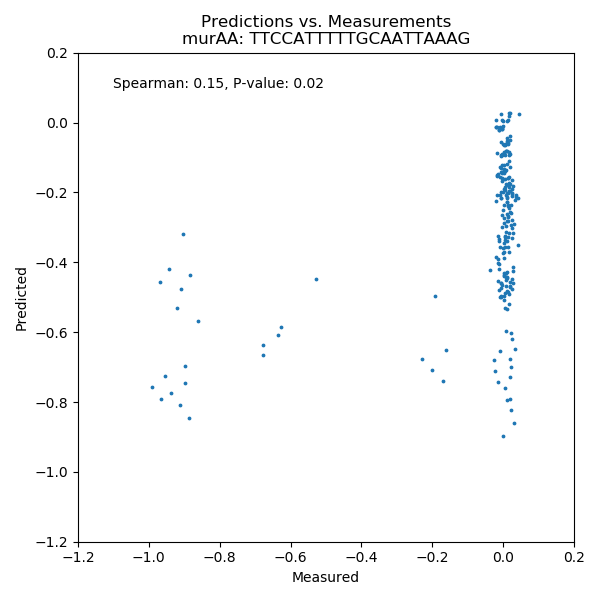 Predictions vs. Measurements
murAA: TTCCATTTTTGCAATTAAAG
Spearman: 0.15, P-value: 0.02
0.2
0.0
−0.2
−0.4
−0.6
−0.8
−1.0
−1.2
Predicted
−1.2 −1.0 −0.8 −0.6 −0.4 −0.2 0.0 0.2
Measured